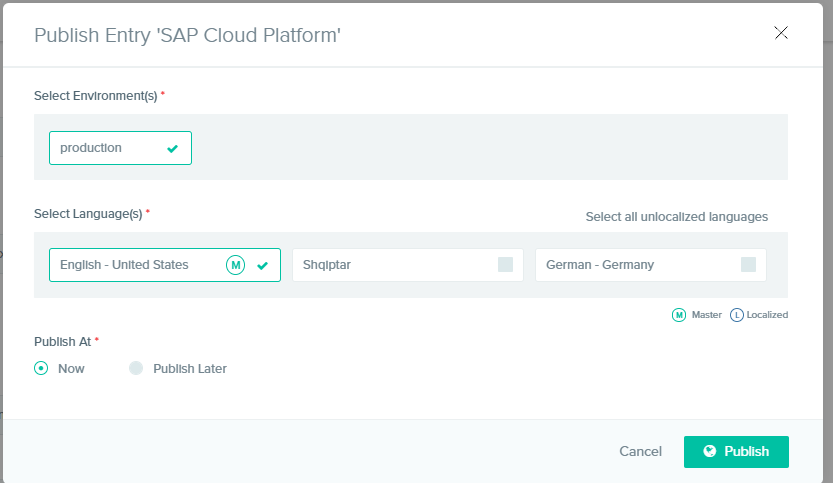 Publish Entry 'SAP Cloud Platform'
Select Environment(s) *
production
Select Language(s) *
Select all unlocalized languages
English - United States M
Shqiptar
German - Germany
M Master L Localized
Publish At *
Now
Publish Later
Cancel
Publish